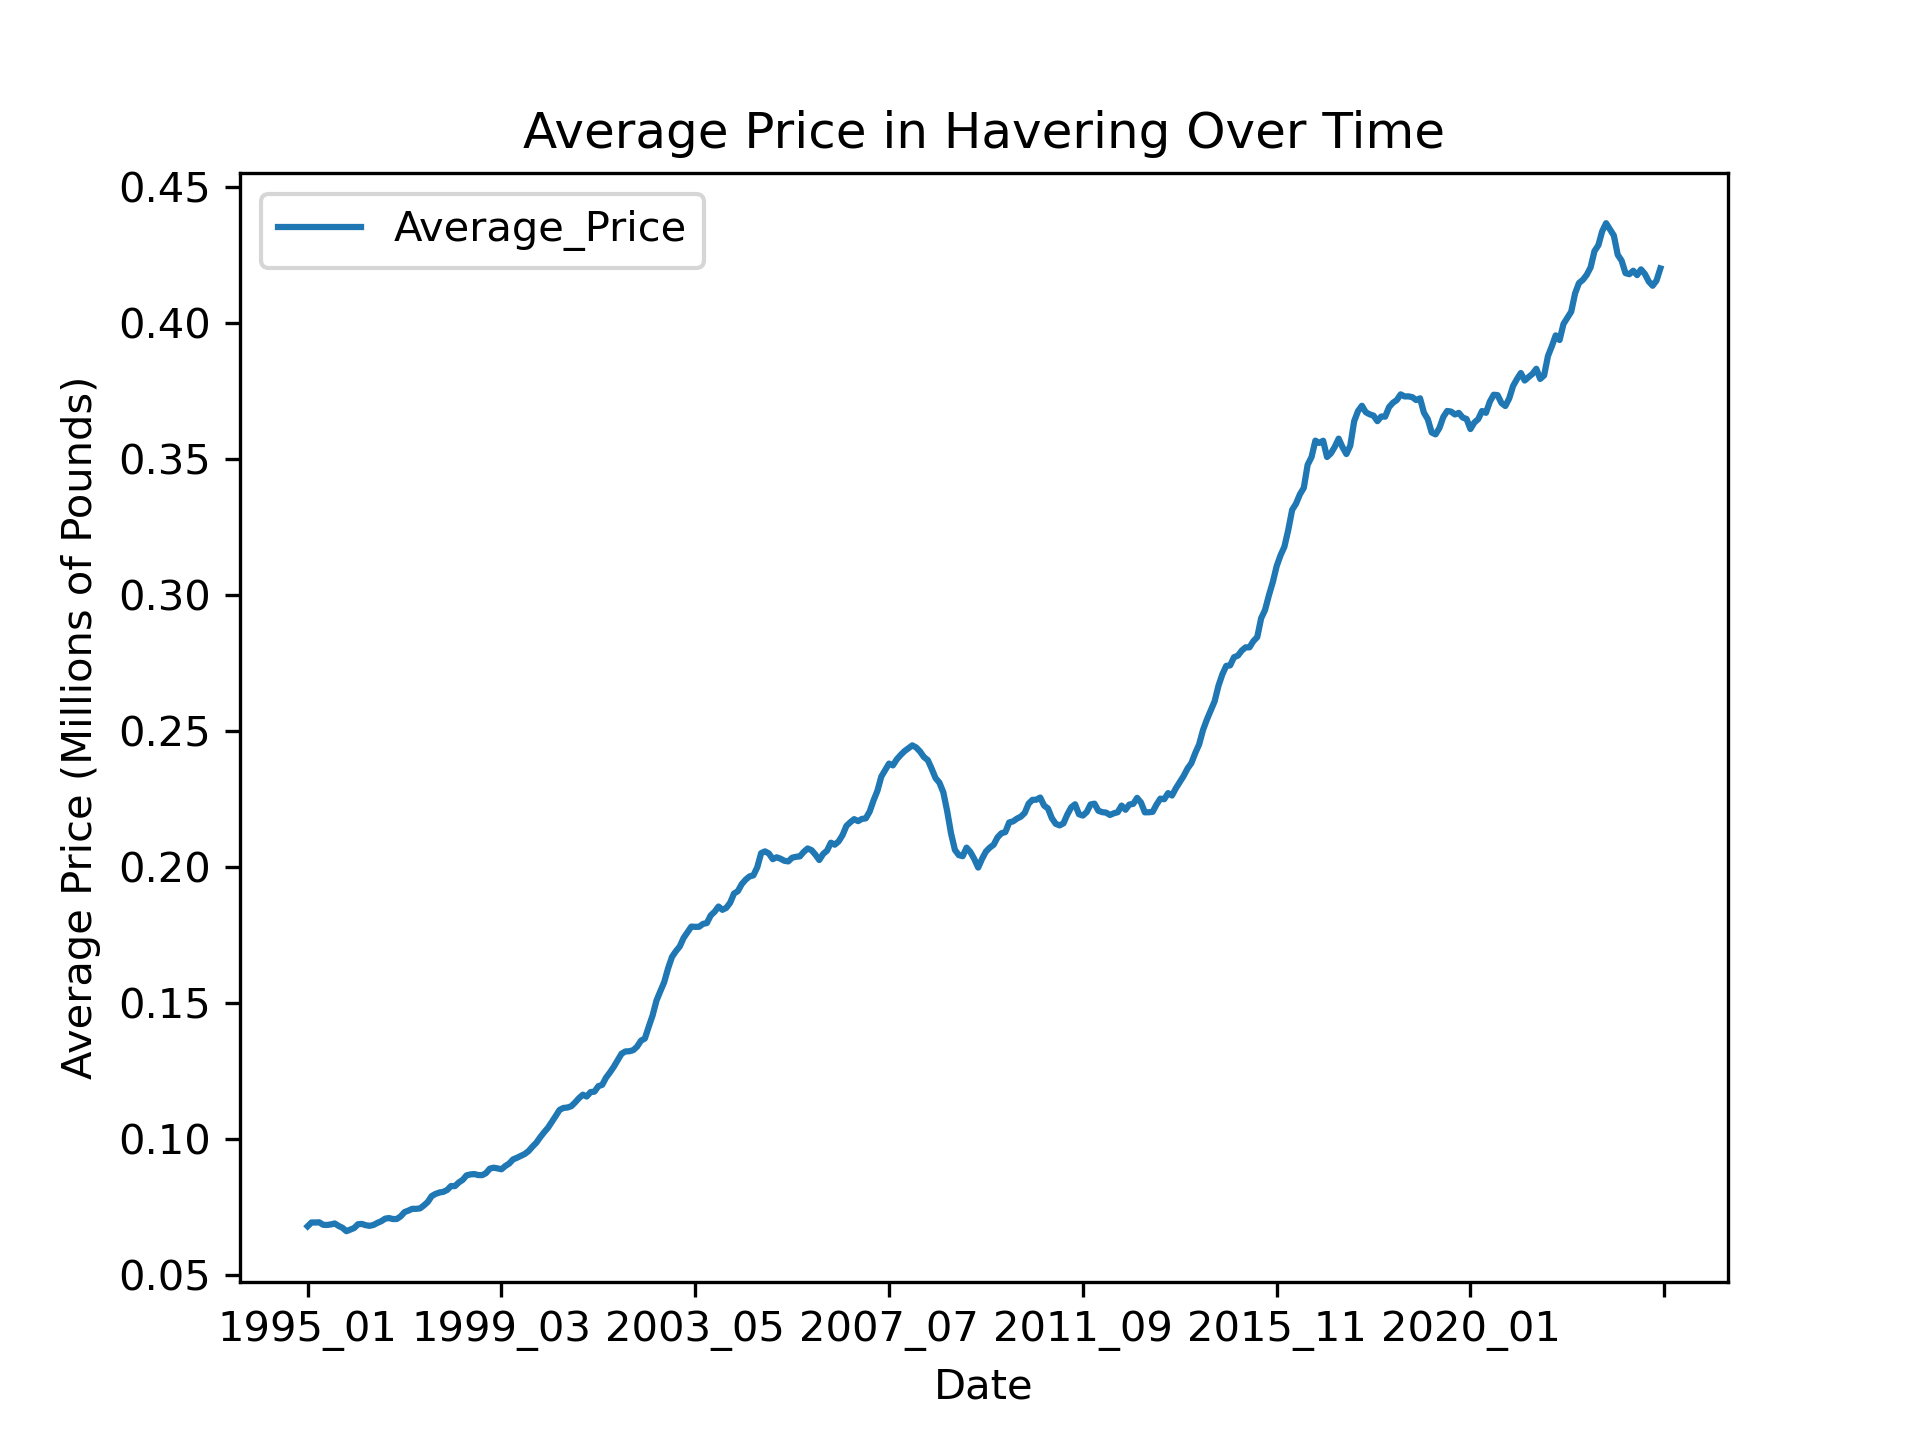 Average Price in Havering Over Time
Average_Price
Average Price (Millions of Pounds)
0.45
0.40
0.35
0.30
0.25
0.20
0.15
0.10
0.05
1995_01 1999_03 2003_05 2007_07 2011_09 2015_11 2020_01
Date